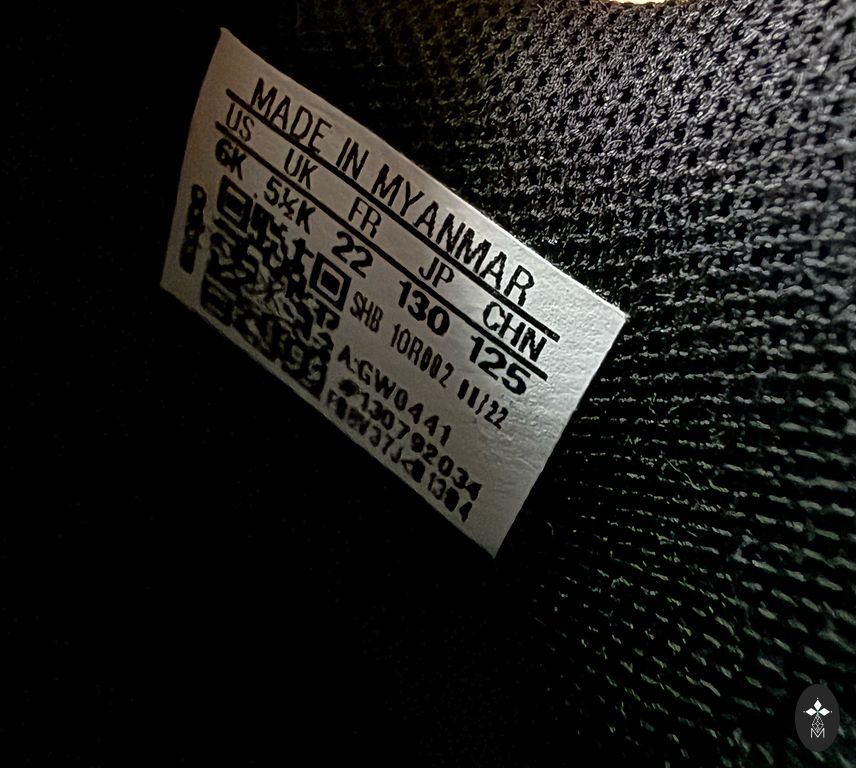 MADE IN MYANMAR
US UK FR JP CHN
6K 5½K 22 130 125
SHB 10R002 11/22
A:GW0441
#130792034
M